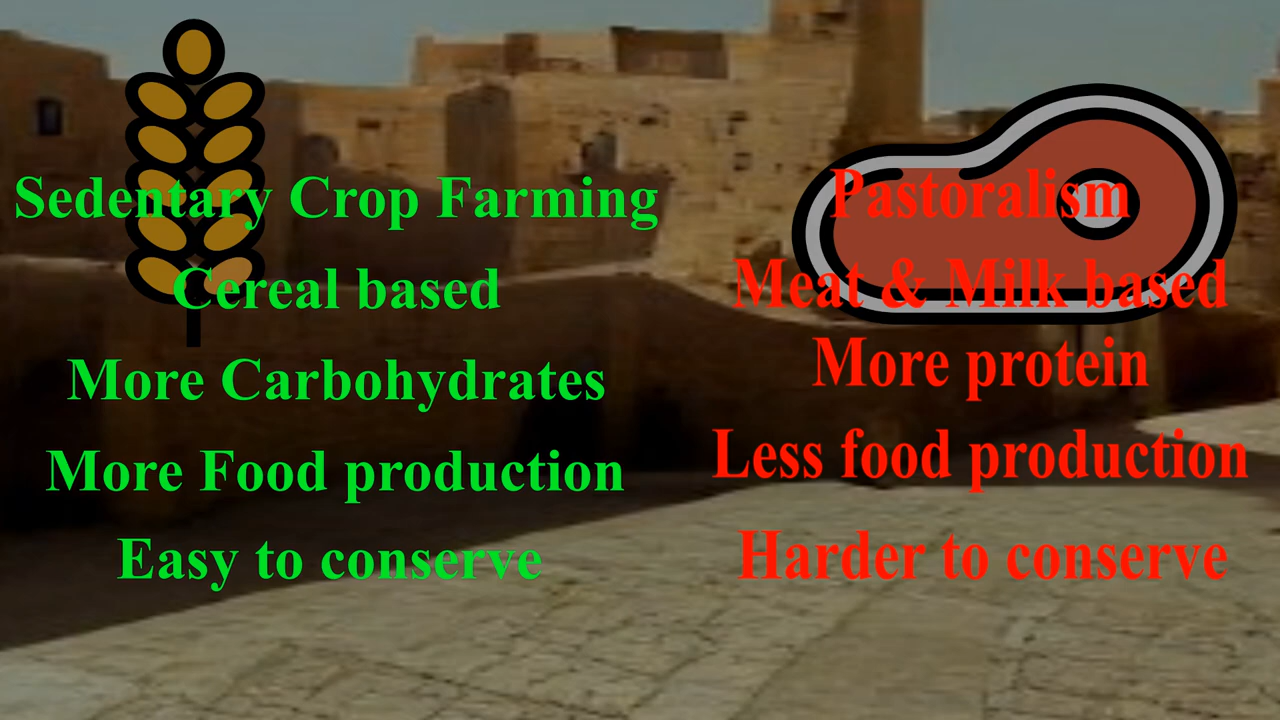 Sedentary Crop Farming
Cereal based
More Carbohydrates
More Food production
Easy to conserve
Pastoralism
Meat & Milk based
More protein
Less food production
Harder to conserve